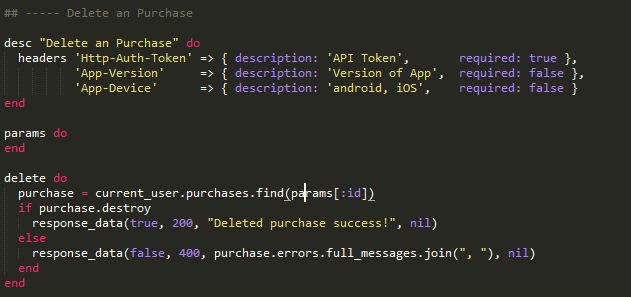 ## ----- Delete an Purchase
desc "Delete an Purchase" do
headers 'Http-Auth-Token' => { description: 'API Token', required: true },
'App-Version' => { description: 'Version of App', required: false },
'App-Device' => { description: 'android, iOS', required: false }
end
params do
end
delete do
purchase = current_user.purchases.find(params[:id])
if purchase.destroy
response_data(true, 200, "Deleted purchase success!", nil)
else
response_data(false, 400, purchase.errors.full_messages.join(", "), nil)
end
end